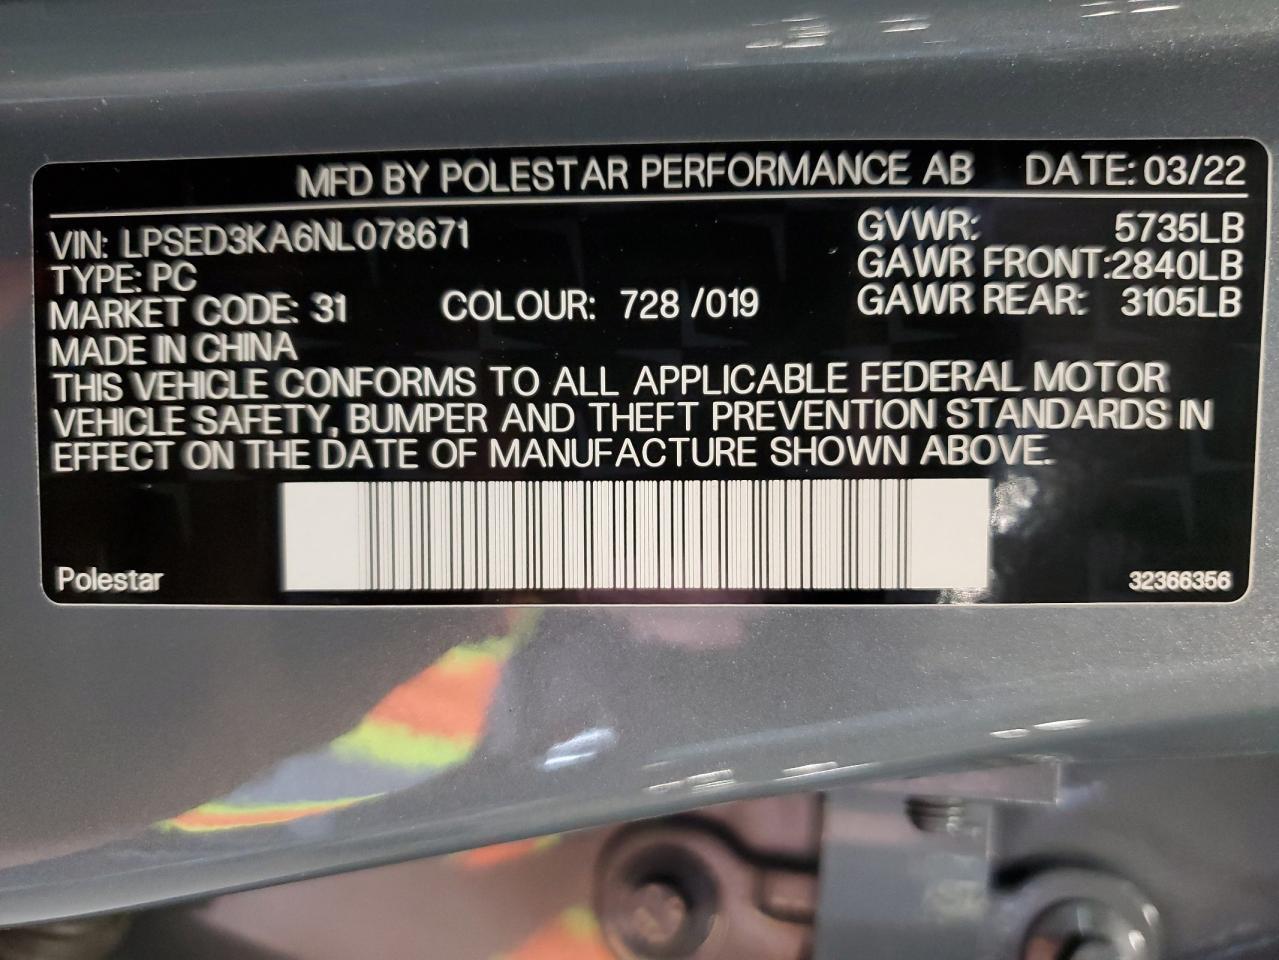 MFD BY POLESTAR PERFORMANCE AB DATE: 03/22
VIN: LPSED3KA6NL078671 GVWR: 5735LB
TYPE: PC GAWR FRONT:2840LB
MARKET CODE: 31 COLOUR: 728 /019 GAWR REAR: 3105LB
MADE IN CHINA
THIS VEHICLE CONFORMS TO ALL APPLICABLE FEDERAL MOTOR
VEHICLE SAFETY, BUMPER AND THEFT PREVENTION STANDARDS IN
EFFECT ON THE DATE OF MANUFACTURE SHOWN ABOVE.
Polestar 32366356